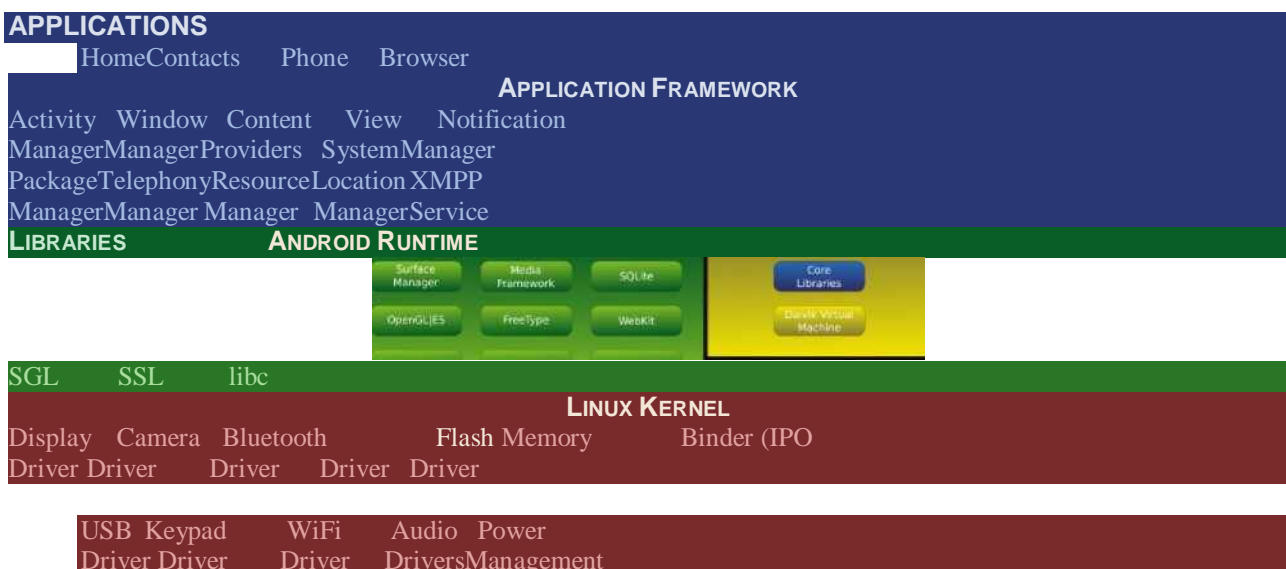 APPLICATIONS
HomeContacts Phone Browser
APPLICATION FRAMEWORK
Activity Window Content View Notification
ManagerManagerProviders SystemManager
PackageTelephonyResourceLocation XMPP
ManagerManager Manager ManagerService
LIBRARIES ANDROID RUNTIME
Surface Manager Media Framework SQLite Core Libraries
OpenGL|ES FreeType WebKit Dalvik Virtual Machine
SGL SSL libc
LINUX KERNEL
Display Camera Bluetooth Flash Memory Binder (IPO
Driver Driver Driver Driver Driver
USB Keypad WiFi Audio Power
Driver Driver Driver DriversManagement